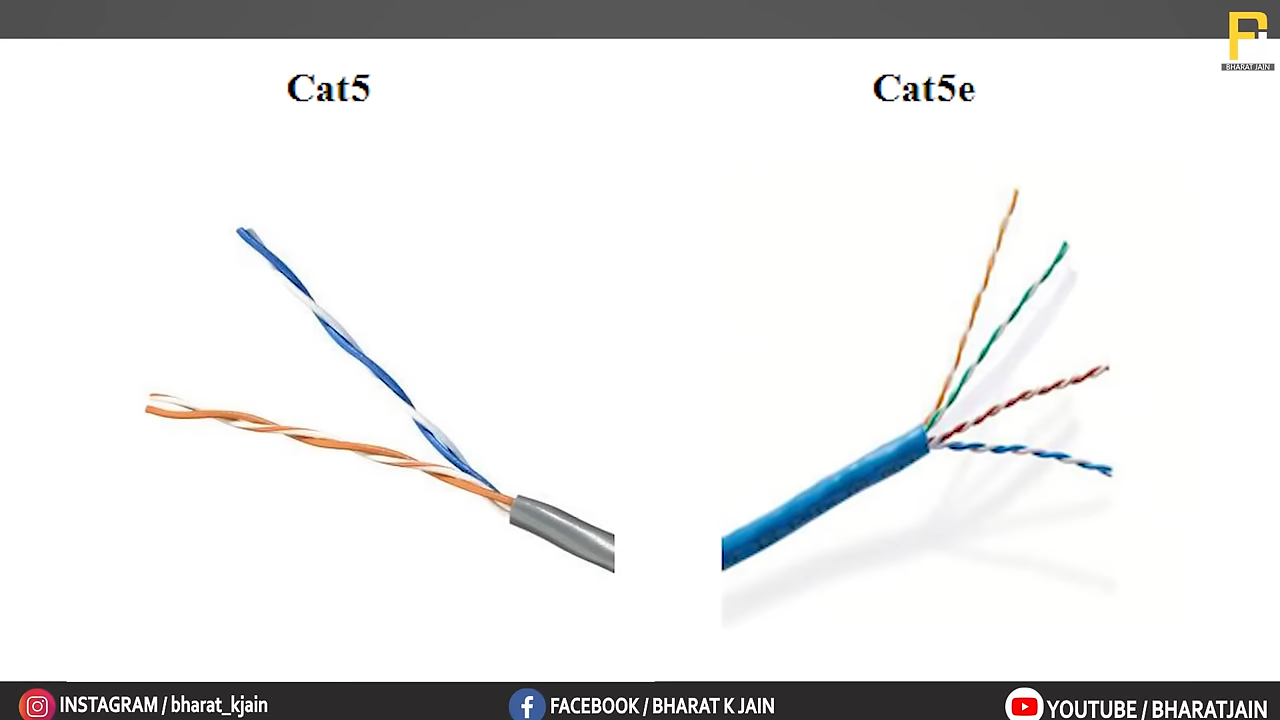 BHARAT JAIN
Cat5
Cat5e
INSTAGRAM / bharat_kjain
FACEBOOK / BHARAT K JAIN
YOUTUBE / BHARATJAIN